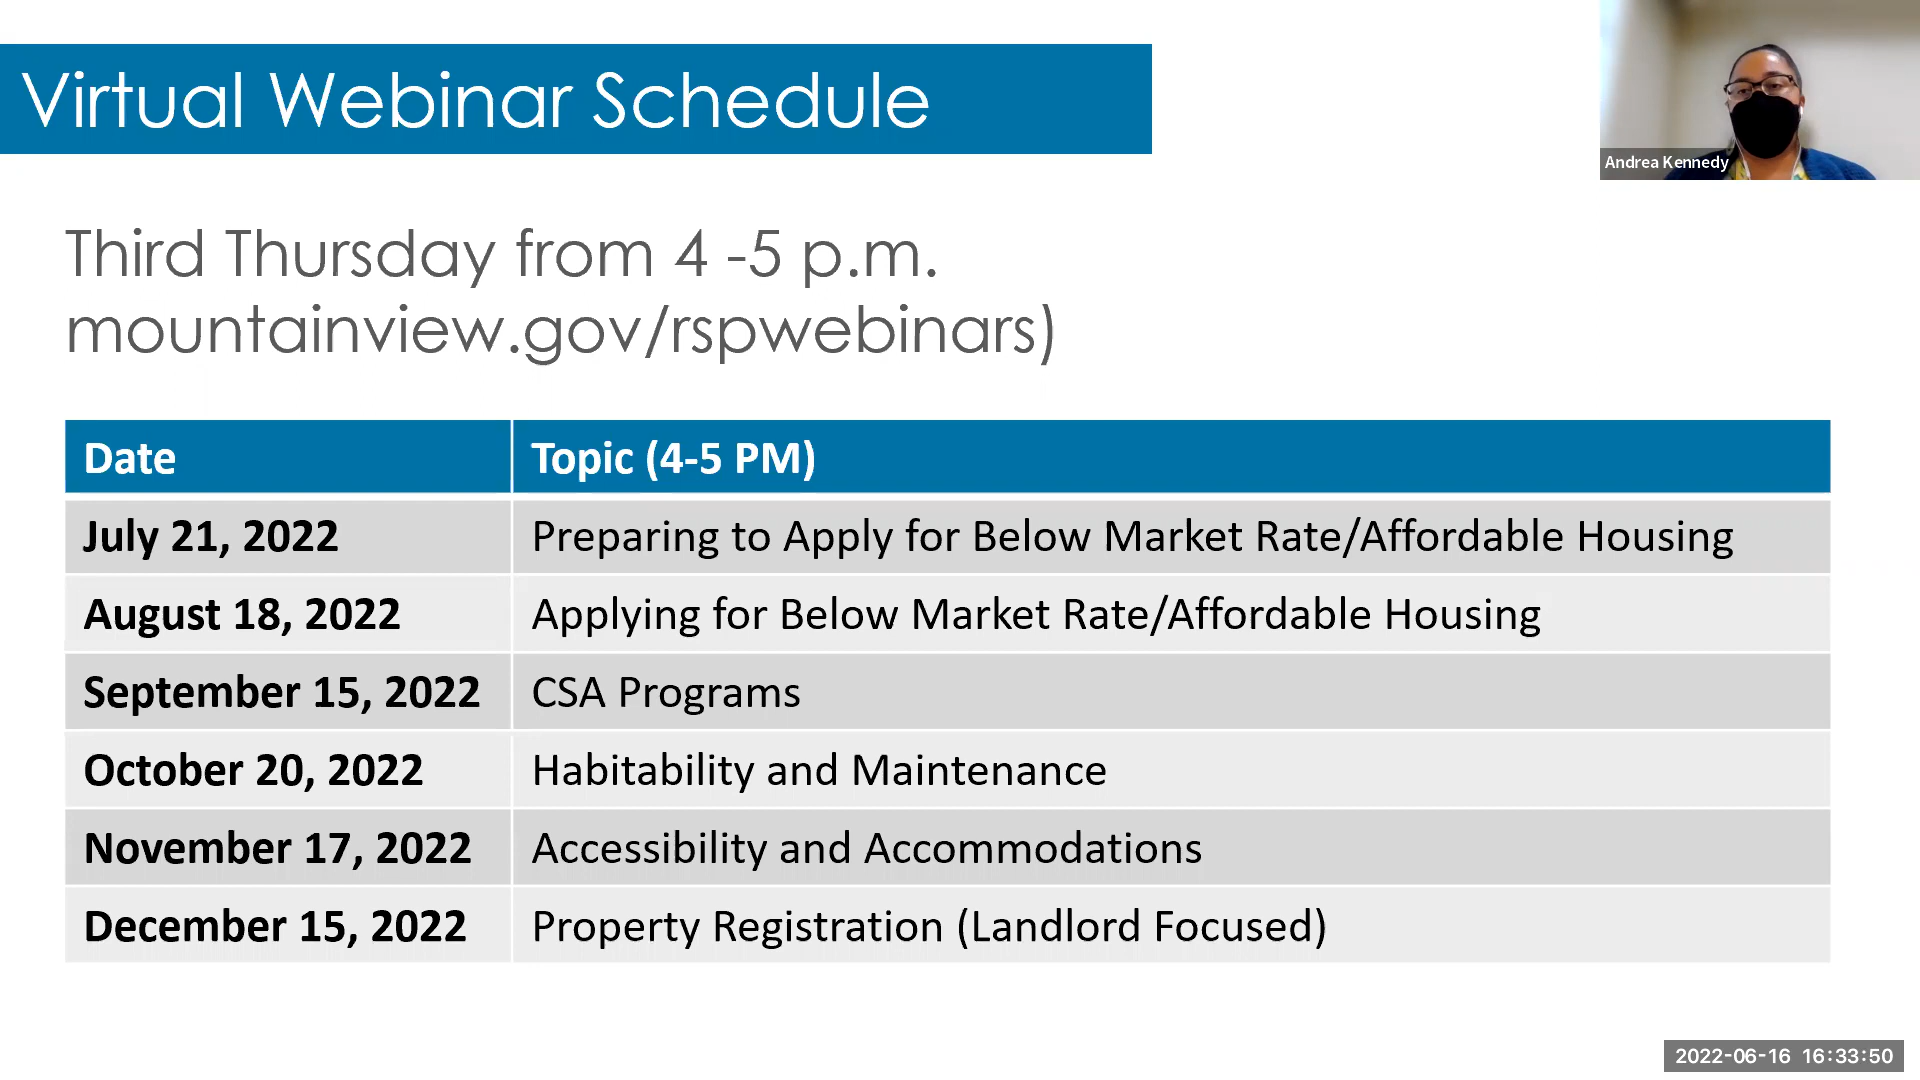 Virtual Webinar Schedule
Andrea Kennedy
Third Thursday from 4 -5 p.m.
mountainview.gov/rspwebinars)
Date Topic (4-5 PM)
July 21, 2022 Preparing to Apply for Below Market Rate/Affordable Housing
August 18, 2022 Applying for Below Market Rate/Affordable Housing
September 15, 2022 CSA Programs
October 20, 2022 Habitability and Maintenance
November 17, 2022 Accessibility and Accommodations
December 15, 2022 Property Registration (Landlord Focused)
2022-06-16 16:33:50